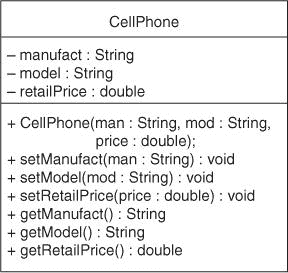 CellPhone
– manufact : String
– model : String
– retailPrice : double
+ CellPhone(man : String, mod : String,
price : double);
+ setManufact(man : String) : void
+ setModel(mod : String) : void
+ setRetailPrice(price : double) : void
+ getManufact() : String
+ getModel() : String
+ getRetailPrice() : double